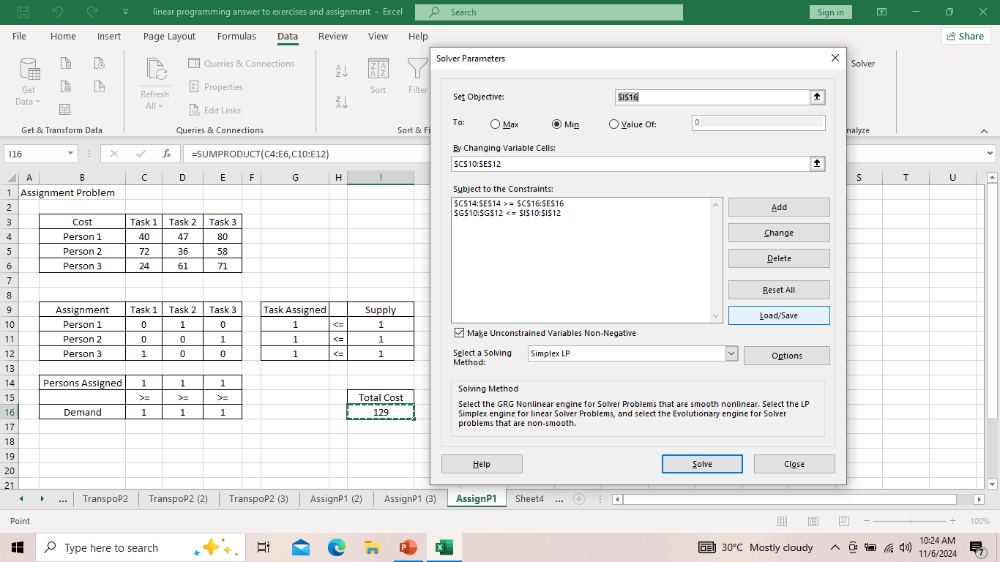 linear programming answer to exercises and assignment - Excel
Search
Sign in
File Home Insert Page Layout Formulas Data Review View Help
Share
Get Data
Refresh All
Queries & Connections
Properties
Edit Links
Sort
Filter
Solver
Get & Transform Data
Queries & Connections
Sort & Fi
nalyze
I16
fx
=SUMPRODUCT(C4:E6,C10:E12)
A B C D E F G H I S T U
1 Assignment Problem
2
3 Cost Task 1 Task 2 Task 3
4 Person 1 40 47 80
5 Person 2 72 36 58
6 Person 3 24 61 71
7
8
9 Assignment Task 1 Task 2 Task 3 Task Assigned Supply
10 Person 1 0 1 0 1 <= 1
11 Person 2 0 0 1 1 <= 1
12 Person 3 1 0 0 1 <= 1
13
14 Persons Assigned 1 1 1
15 >= >= >= Total Cost
16 Demand 1 1 1 129
17
18
19
20
21
Solver Parameters
Set Objective: $I$16
To: Max Min Value Of: 0
By Changing Variable Cells:
$C$10:$E$12
Subject to the Constraints:
$C$14:$E$14 >= $C$16:$E$16
$G$10:$G$12 <= $I$10:$I$12
Add
Change
Delete
Reset All
Load/Save
Make Unconstrained Variables Non-Negative
Select a Solving Method: Simplex LP
Options
Solving Method
Select the GRG Nonlinear engine for Solver Problems that are smooth nonlinear. Select the LP
Simplex engine for linear Solver Problems, and select the Evolutionary engine for Solver
problems that are non-smooth.
Help Solve Close
... TranspoP2 TranspoP2 (2) TranspoP2 (3) AssignP1 (2) AssignP1 (3) AssignP1 Sheet4 ...
Point
100%
Type here to search
30°C Mostly cloudy
10:24 AM
11/6/2024
7